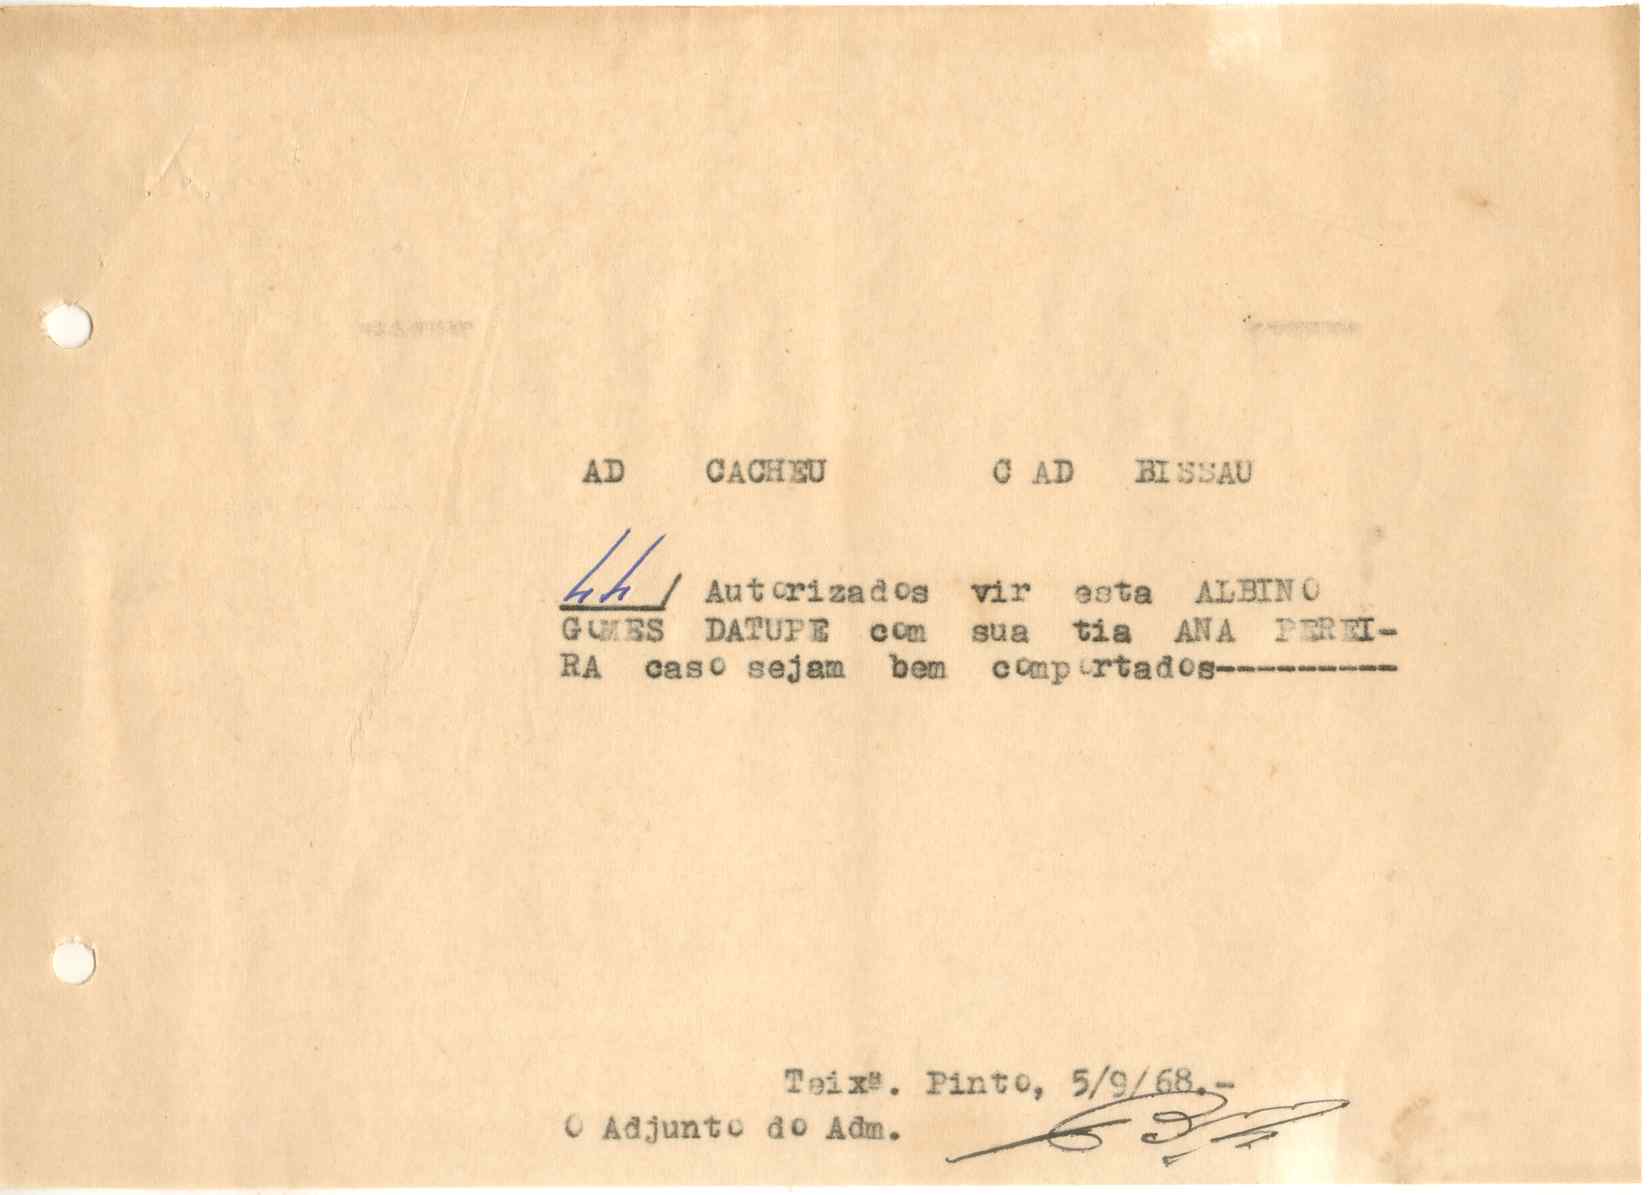 AD CACHEU C AD BISSAU
44/ Autorizados vir esta ALBINO
GOMES DATUPE com sua tia ANA PEREI-
RA caso sejam bem comportados---------
Teixª. Pinto, 5/9/68.-
O Adjunto do Adm.